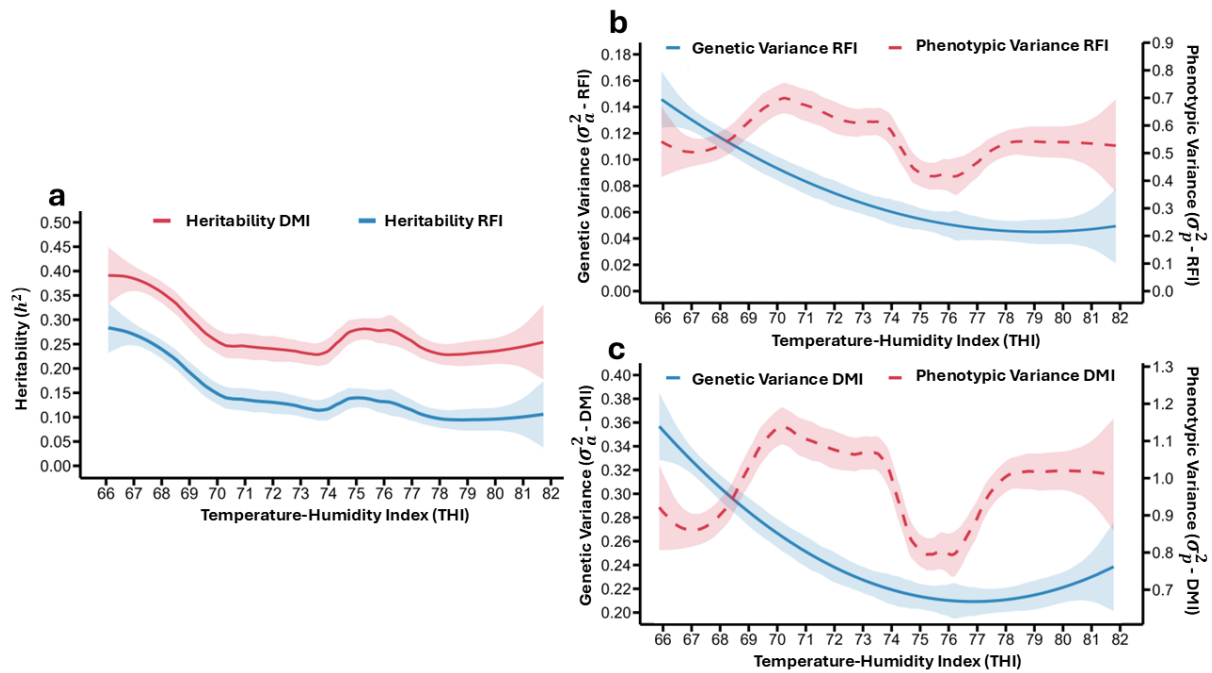 a
Heritability DMI Heritability RFI
Heritability (h²)
0.50
0.45
0.40
0.35
0.30
0.25
0.20
0.15
0.10
0.05
0.00
66 67 68 69 70 71 72 73 74 75 76 77 78 79 80 81 82
Temperature-Humidity Index (THI)
b
Genetic Variance RFI Phenotypic Variance RFI
Genetic Variance (σ²a - RFI)
0.18
0.16
0.14
0.12
0.10
0.08
0.06
0.04
0.02
0.00
0.9
0.8
0.7
0.6
0.5
0.4
0.3
0.2
0.1
0.0
Phenotypic Variance (σ²p - RFI)
66 67 68 69 70 71 72 73 74 75 76 77 78 79 80 81 82
Temperature-Humidity Index (THI)
c
Genetic Variance DMI Phenotypic Variance DMI
Genetic Variance (σ²a - DMI)
0.40
0.38
0.36
0.34
0.32
0.30
0.28
0.26
0.24
0.22
0.20
1.3
1.2
1.1
1.0
0.9
0.8
0.7
Phenotypic Variance (σ²p - DMI)
66 67 68 69 70 71 72 73 74 75 76 77 78 79 80 81 82
Temperature-Humidity Index (THI)